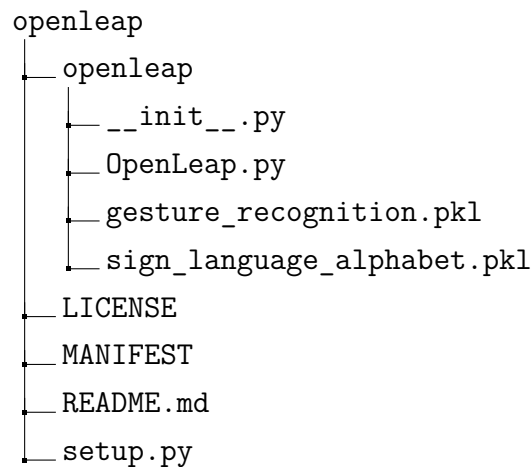 openleap
openleap
__init__.py
OpenLeap.py
gesture_recognition.pkl
sign_language_alphabet.pkl
LICENSE
MANIFEST
README.md
setup.py